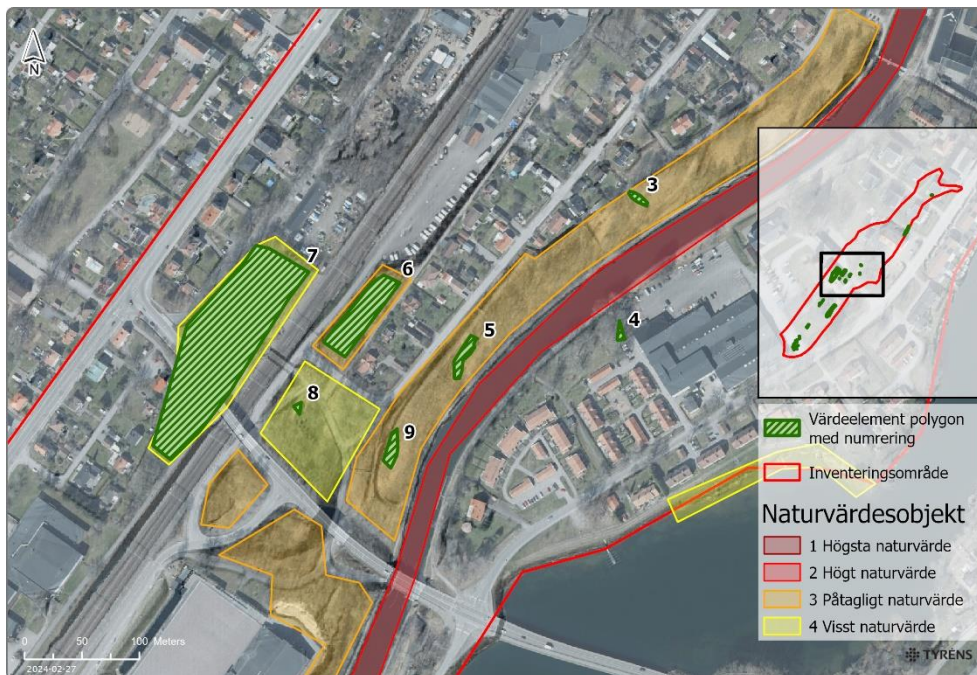 N
3
7
6
4
5
8
9
Värdeelement polygon
med numrering
Inventeringsområde
Naturvärdesobjekt
1 Högsta naturvärde
2 Högt naturvärde
3 Påtagligt naturvärde
4 Visst naturvärde
0 50 100 Meters
2024-02-27
TYRÉNS